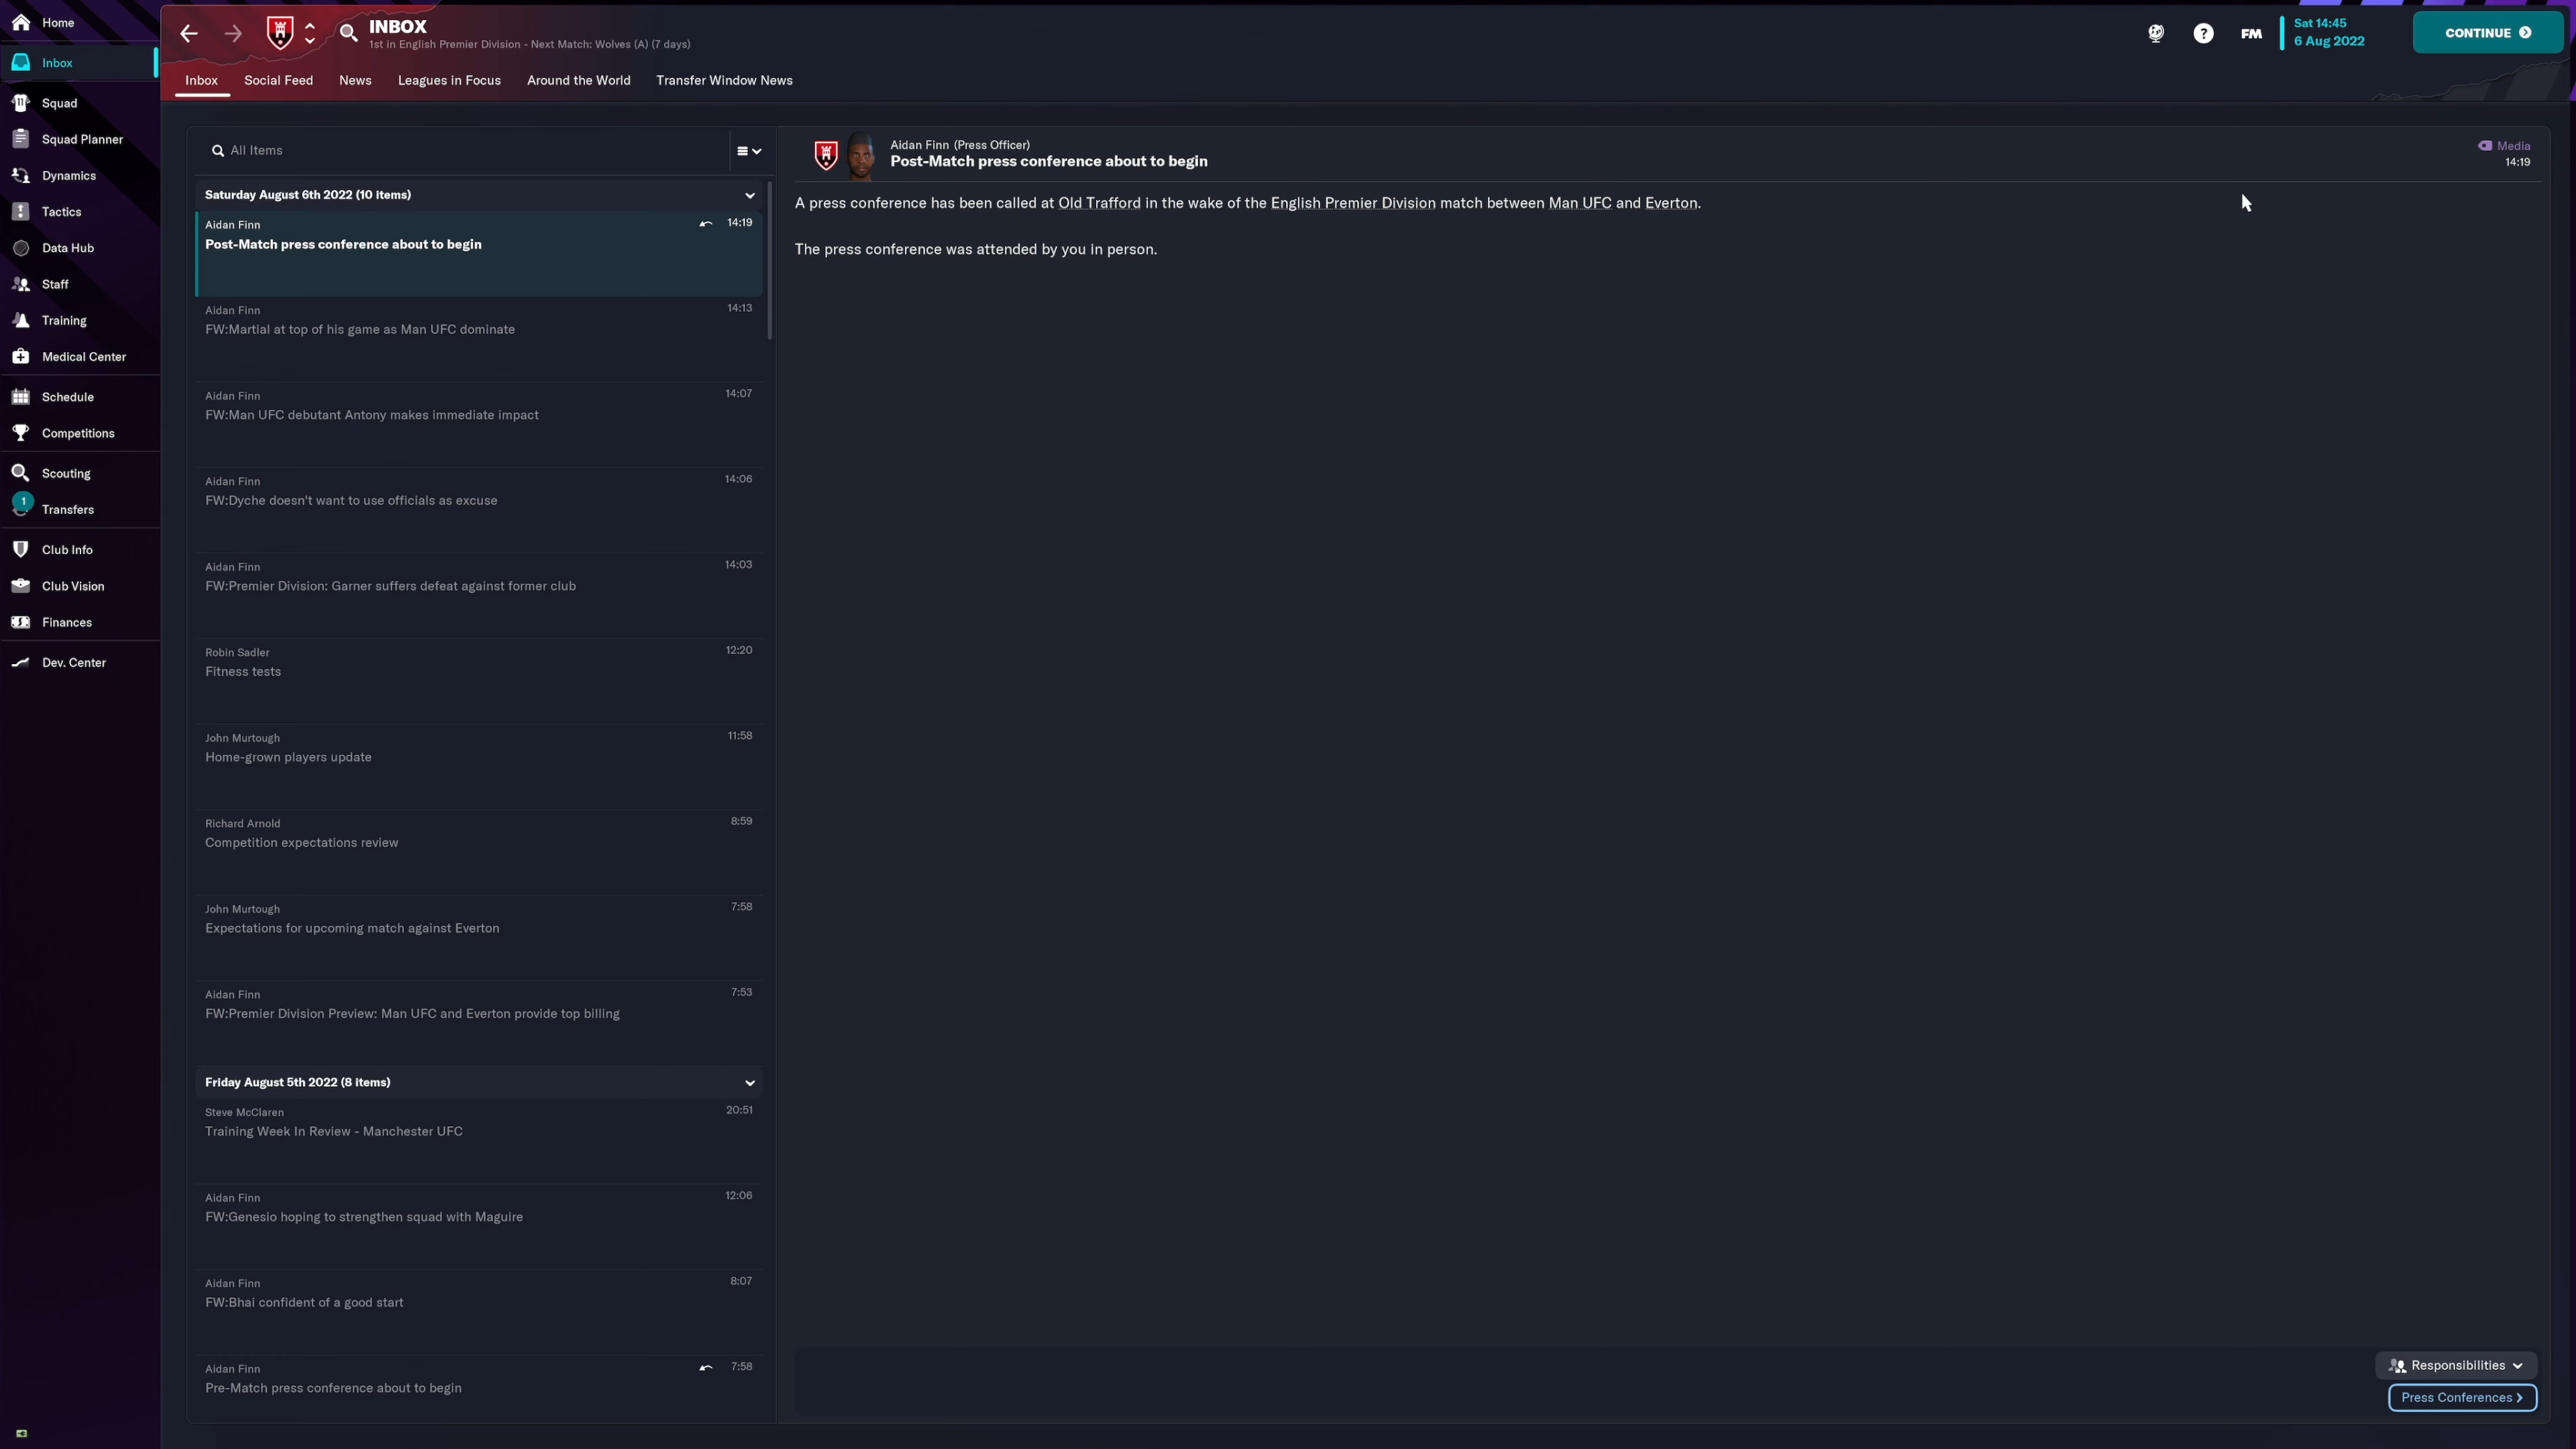 Home
Inbox
Squad
Squad Planner
Dynamics
Tactics
Data Hub
Staff
Training
Medical Center
Schedule
Competitions
Scouting
1
Transfers
Club Info
Club Vision
Finances
Dev. Center
INBOX
1st in English Premier Division - Next Match: Wolves (A) (7 days)
FM
Sat 14:45
6 Aug 2022
CONTINUE
Inbox Social Feed News Leagues in Focus Around the World Transfer Window News
All Items
Saturday August 6th 2022 (10 items)
Aidan Finn 14:19
Post-Match press conference about to begin
Aidan Finn 14:13
FW:Martial at top of his game as Man UFC dominate
Aidan Finn 14:07
FW:Man UFC debutant Antony makes immediate impact
Aidan Finn 14:06
FW:Dyche doesn't want to use officials as excuse
Aidan Finn 14:03
FW:Premier Division: Garner suffers defeat against former club
Robin Sadler 12:20
Fitness tests
John Murtough 11:58
Home-grown players update
Richard Arnold 8:59
Competition expectations review
John Murtough 7:58
Expectations for upcoming match against Everton
Aidan Finn 7:53
FW:Premier Division Preview: Man UFC and Everton provide top billing
Friday August 5th 2022 (8 items)
Steve McClaren 20:51
Training Week In Review - Manchester UFC
Aidan Finn 12:06
FW:Genesio hoping to strengthen squad with Maguire
Aidan Finn 8:07
FW:Bhai confident of a good start
Aidan Finn 7:58
Pre-Match press conference about to begin
Aidan Finn (Press Officer)
Post-Match press conference about to begin
Media
14:19
A press conference has been called at Old Trafford in the wake of the English Premier Division match between Man UFC and Everton.
The press conference was attended by you in person.
Responsibilities
Press Conferences